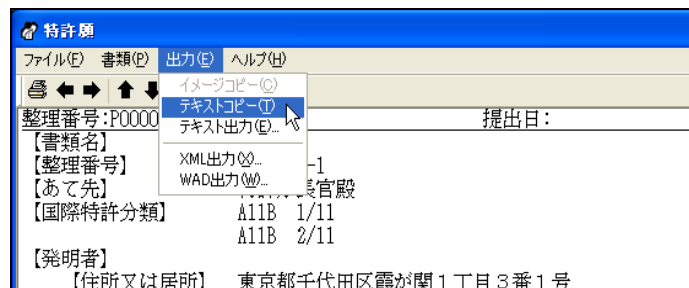 特許願
ファイル(F) 書類(P) 出力(E) ヘルプ(H)
イメージコピー(C)
テキストコピー(T)
テキスト出力(E)...
XML出力(X)...
WAD出力(W)...
整理番号:P0000 提出日:
【書類名】
【整理番号】 -1
【あて先】 長官殿
【国際特許分類】 A11B 1/11
A11B 2/11
【発明者】
【住所又は居所】 東京都千代田区霞が関1丁目3番1号